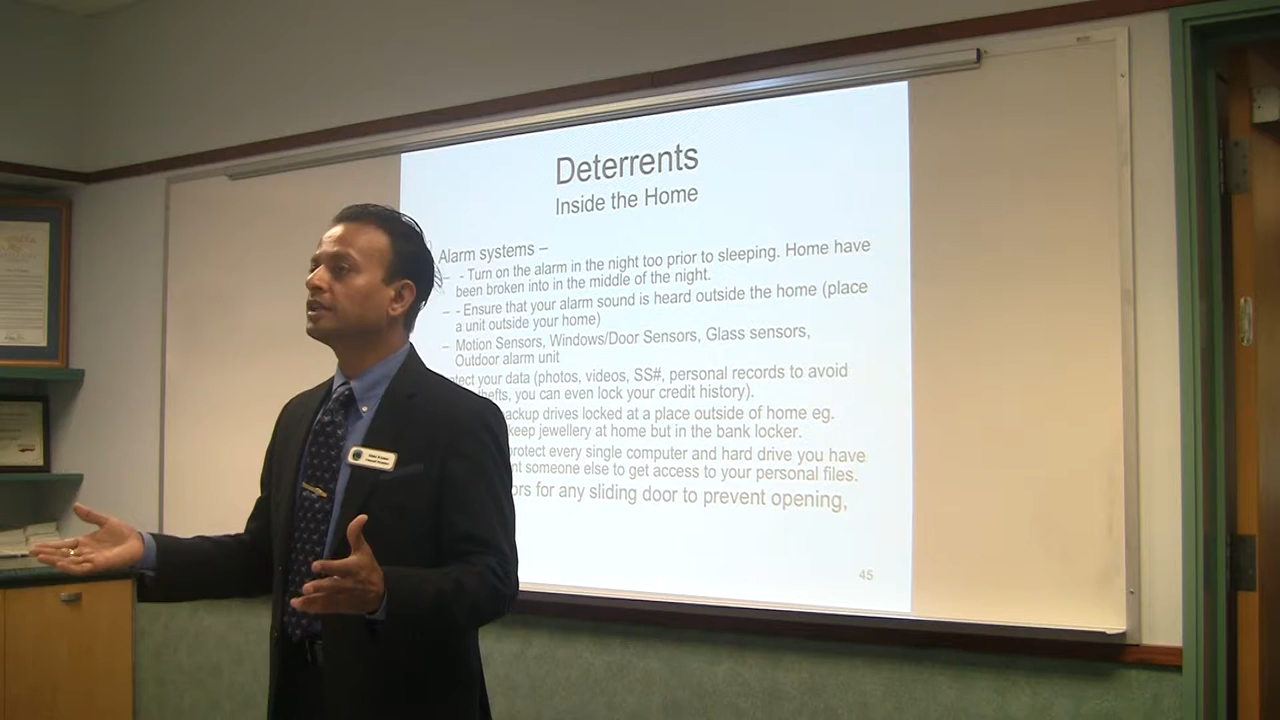 Deterrents
Inside the Home
Alarm systems –
– - Turn on the alarm in the night too prior to sleeping. Home have
been broken into in the middle of the night.
– - Ensure that your alarm sound is heard outside the home (place
a unit outside your home)
– Motion Sensors, Windows/Door Sensors, Glass sensors,
Outdoor alarm unit
your data (photos, videos, SS#, personal records to avoid
you can even lock your credit history).
drives locked at a place outside of home eg.
keep jewellery at home but in the bank locker.
protect every single computer and hard drive you have
someone else to get access to your personal files.
for any sliding door to prevent opening,
45